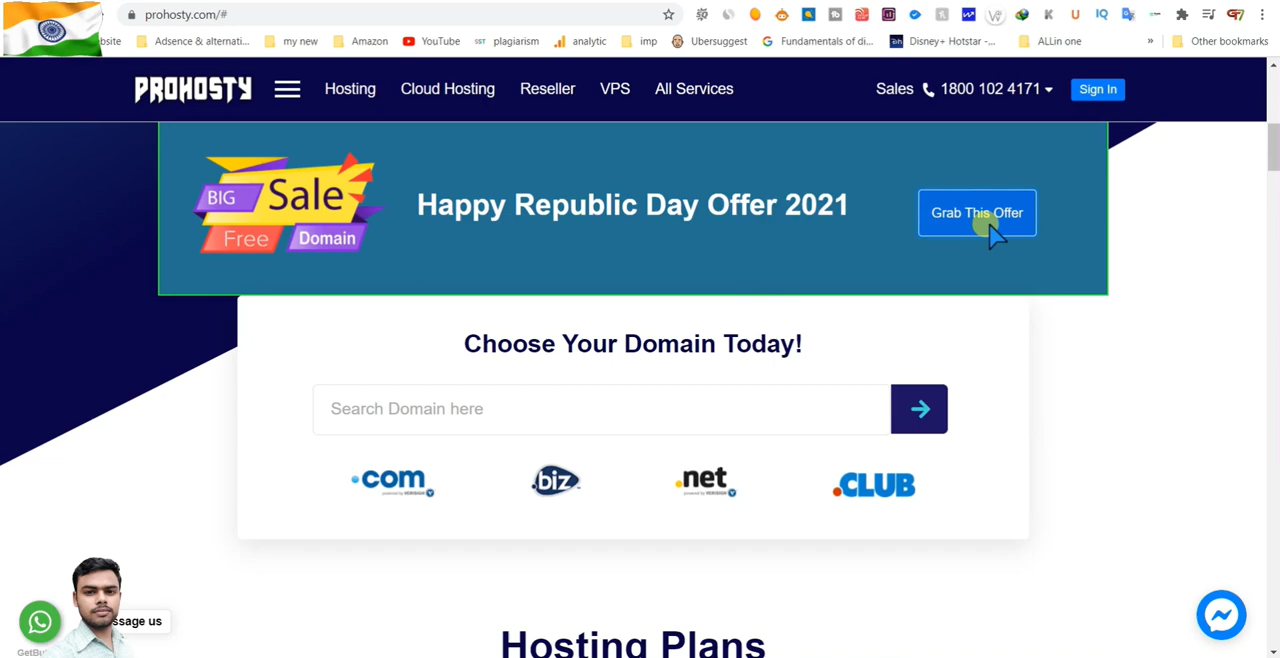 prohosty.com/#
bsite
Adsence & alternati...
my new
Amazon
YouTube
SST plagiarism
analytic
imp
Ubersuggest
Fundamentals of di...
Disney+ Hotstar -...
ALLin one
»
Other bookmarks
PROHOSTY
Hosting
Cloud Hosting
Reseller
VPS
All Services
Sales 1800 102 4171
Sign In
BIG Sale
Free Domain
Happy Republic Day Offer 2021
Grab This Offer
Choose Your Domain Today!
Search Domain here
.com
.biz
.net
.CLUB
ssage us
Hosting Plans